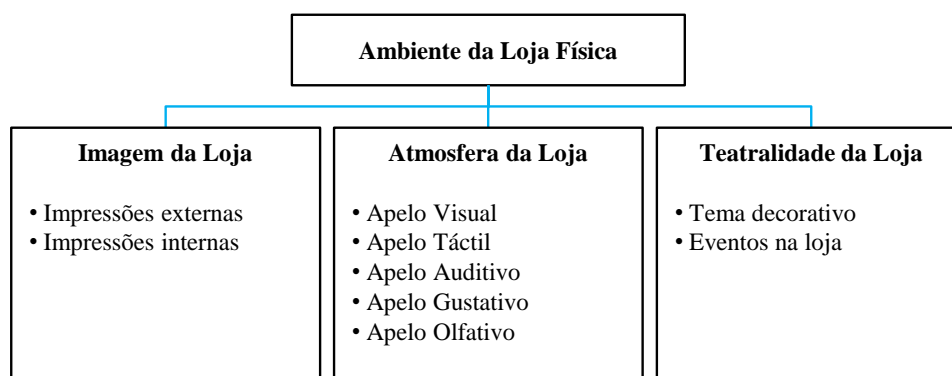 Ambiente da Loja Física
Imagem da Loja
• Impressões externas
• Impressões internas
Atmosfera da Loja
• Apelo Visual
• Apelo Táctil
• Apelo Auditivo
• Apelo Gustativo
• Apelo Olfativo
Teatralidade da Loja
• Tema decorativo
• Eventos na loja